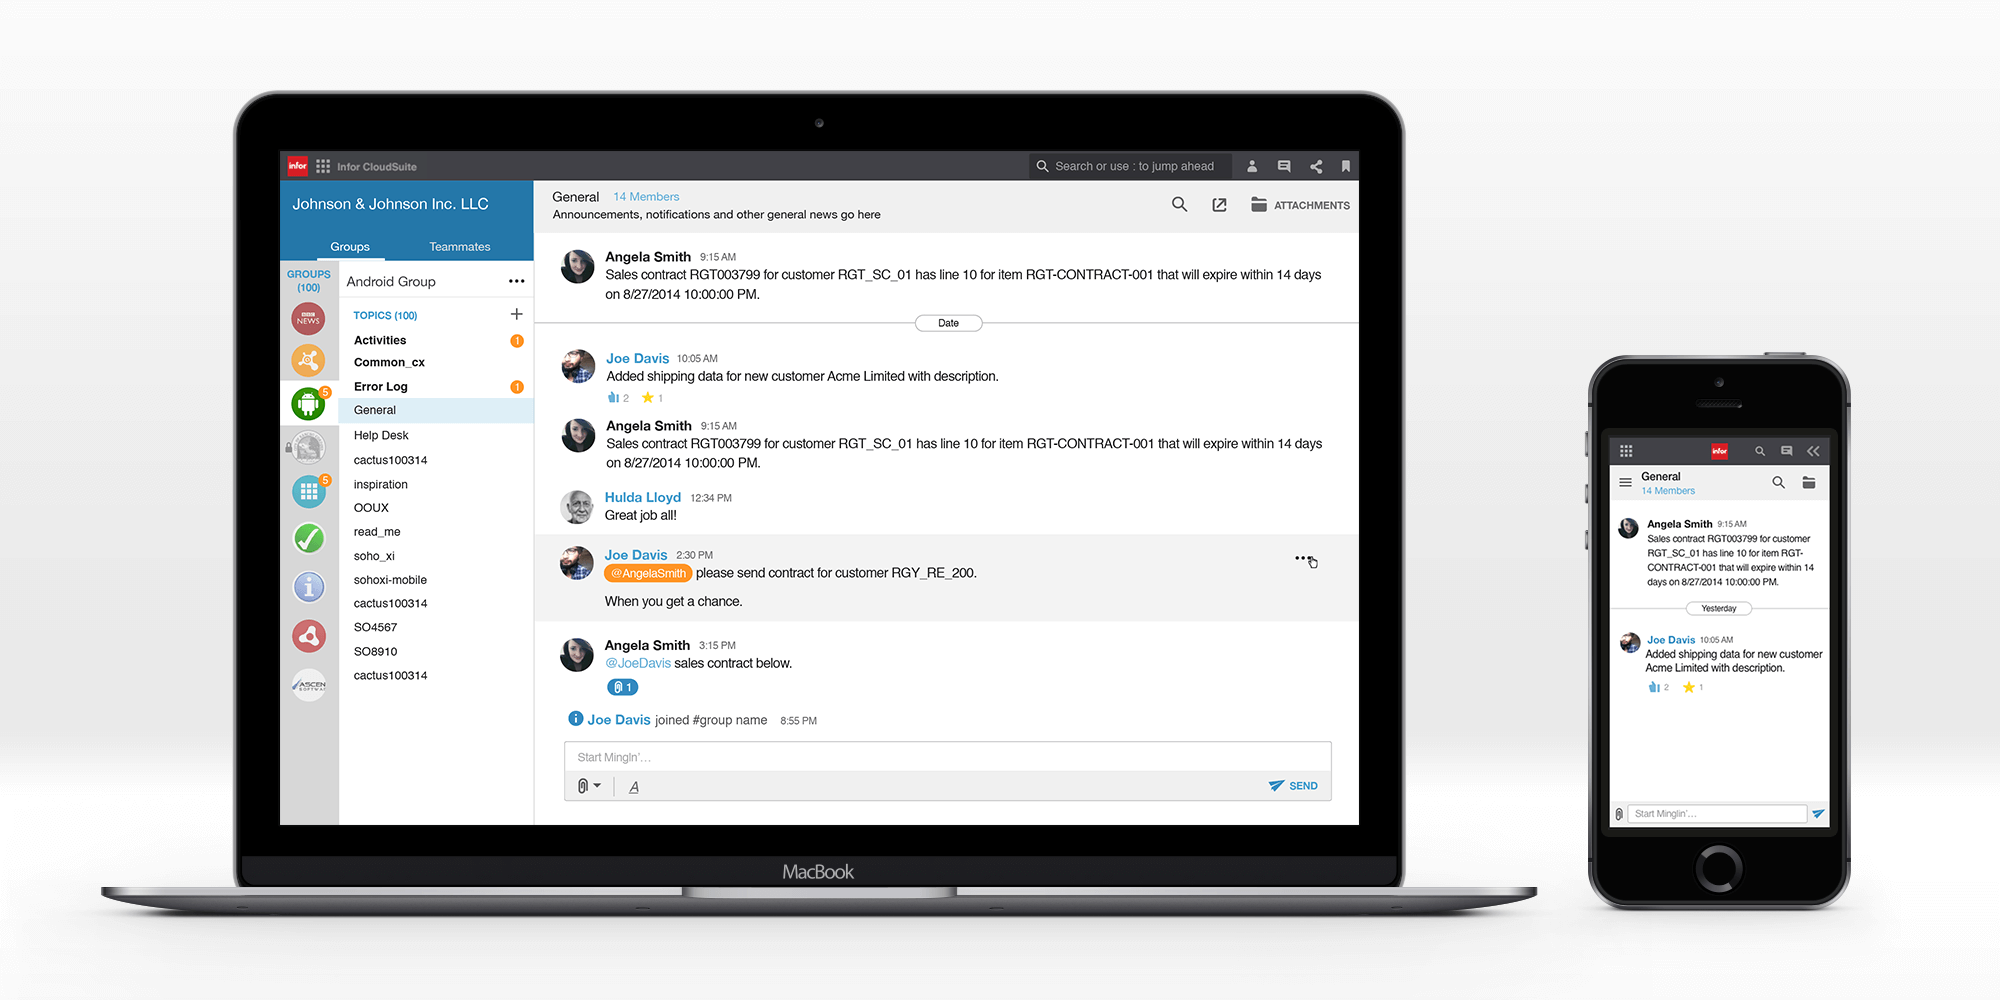 infor
Infor CloudSuite
Search or use : to jump ahead
Johnson & Johnson Inc. LLC
Groups
Teammates
GROUPS
(100)
BBC
NEWS
5
5
ASCEN
SOFTWAR
Android Group
TOPICS (100)
Activities 1
Common_cx
Error Log 1
General
Help Desk
cactus100314
inspiration
OOUX
read_me
soho_xi
sohoxi-mobile
cactus100314
SO4567
SO8910
cactus100314
General 14 Members
Announcements, notifications and other general news go here
ATTACHMENTS
Angela Smith 9:15 AM
Sales contract RGT003799 for customer RGT_SC_01 has line 10 for item RGT-CONTRACT-001 that will expire within 14 days
on 8/27/2014 10:00:00 PM.
Date
Joe Davis 10:05 AM
Added shipping data for new customer Acme Limited with description.
2 1
Angela Smith 9:15 AM
Sales contract RGT003799 for customer RGT_SC_01 has line 10 for item RGT-CONTRACT-001 that will expire within 14 days
on 8/27/2014 10:00:00 PM.
Hulda Lloyd 12:34 PM
Great job all!
Joe Davis 2:30 PM
@AngelaSmith please send contract for customer RGY_RE_200.
When you get a chance.
Angela Smith 3:15 PM
@JoeDavis sales contract below.
1
Joe Davis joined #group name 8:55 PM
Start Mingln'...
A
SEND
MacBook
infor
General
14 Members
Angela Smith 9:15 AM
Sales contract RGT003799 for customer
RGT_SC_01 has line 10 for item RGT-
CONTRACT-001 that will expire within 14
days on 8/27/2014 10:00:00 PM.
Yesterday
Joe Davis 10:05 AM
Added shipping data for new customer
Acme Limited with description.
2 1
Start Mingln'...